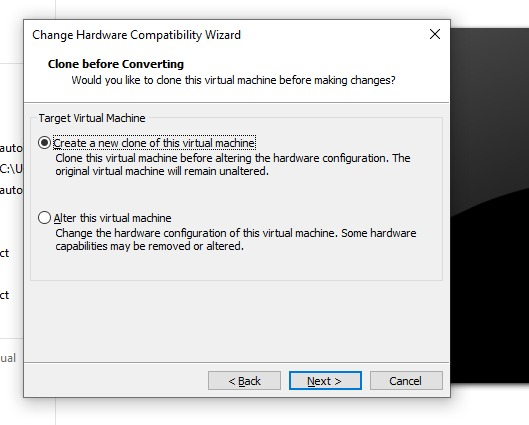 Change Hardware Compatibility Wizard
Clone before Converting
Would you like to clone this virtual machine before making changes?
Target Virtual Machine
Create a new clone of this virtual machine
Clone this virtual machine before altering the hardware configuration. The
original virtual machine will remain unaltered.
Alter this virtual machine
Change the hardware configuration of this virtual machine. Some hardware
capabilities may be removed or altered.
< Back
Next >
Cancel
auto
C:\U
auto
ct
ct
ual